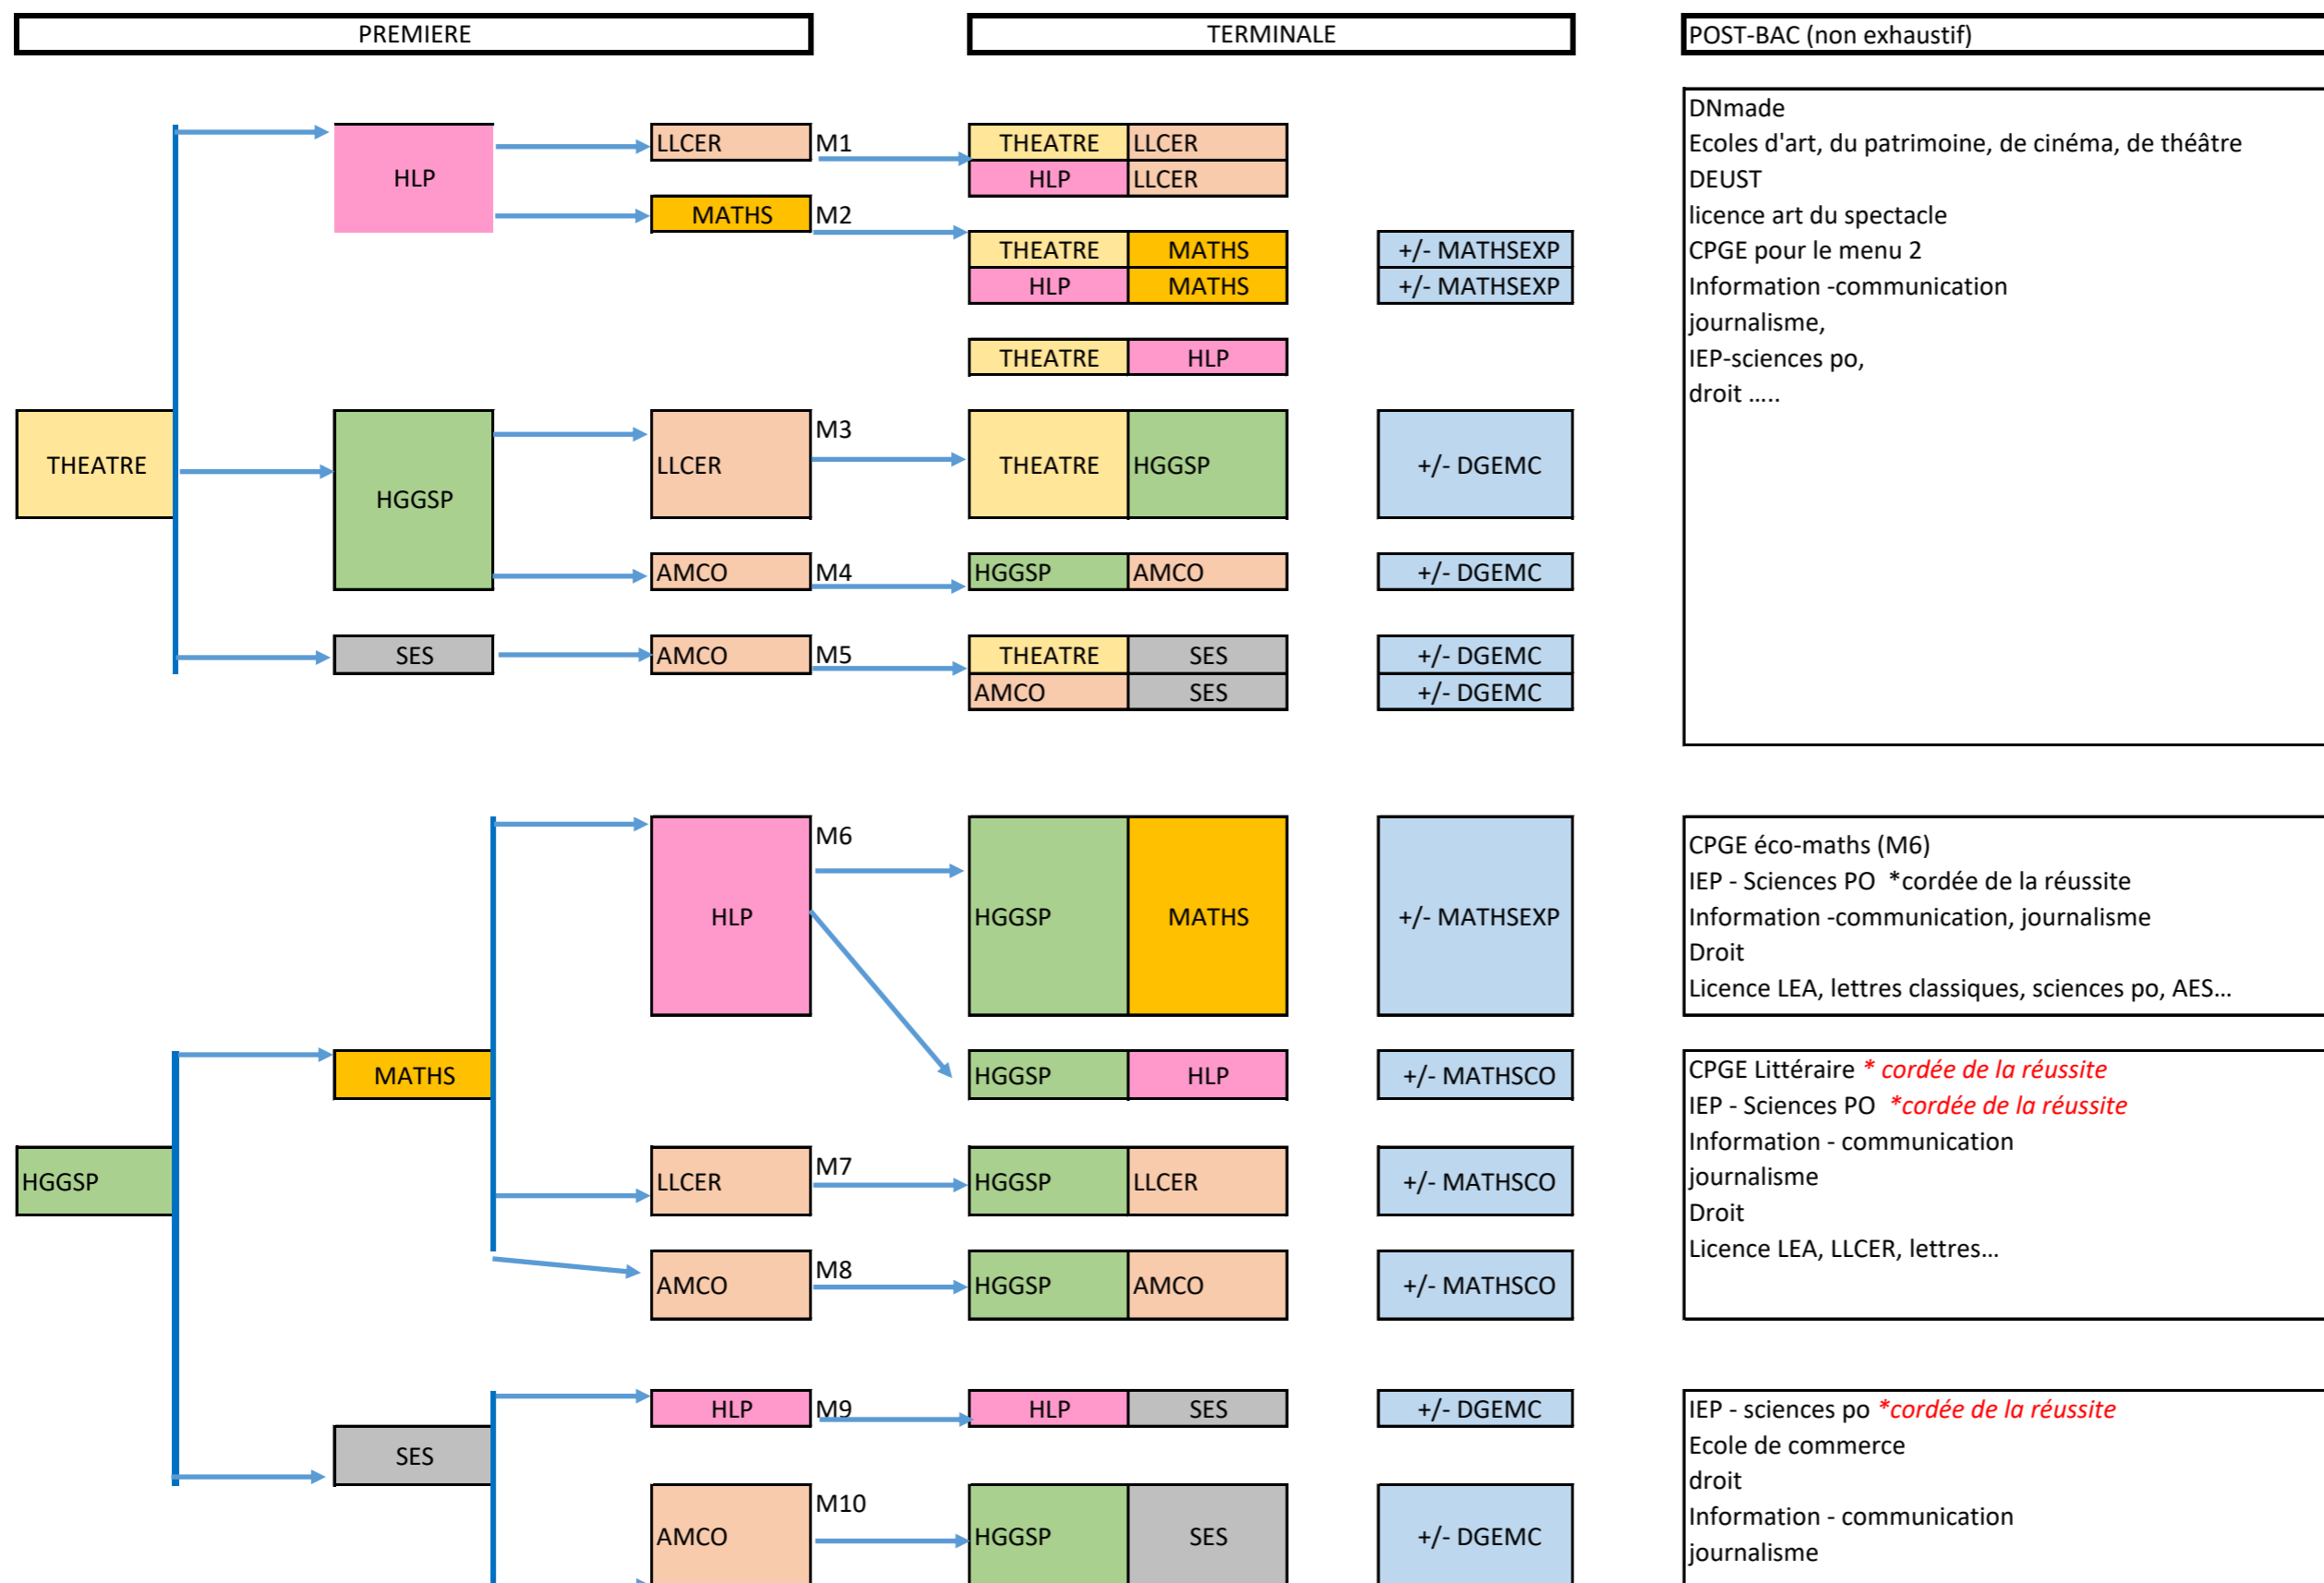 PREMIERE TERMINALE POST-BAC (non exhaustif)
DNmade
LLCER M1 THEATRE LLCER Ecoles d'art, du patrimoine, de cinéma, de théâtre
HLP HLP LLCER DEUST
MATHS M2 licence art du spectacle
THEATRE MATHS +/- MATHSEXP CPGE pour le menu 2
HLP MATHS +/- MATHSEXP Information -communication
journalisme,
THEATRE HLP IEP-sciences po,
droit .....
M3
THEATRE LLCER THEATRE HGGSP +/- DGEMC
HGGSP
AMCO M4 HGGSP AMCO +/- DGEMC
SES AMCO M5 THEATRE SES +/- DGEMC
AMCO SES +/- DGEMC
M6 CPGE éco-maths (M6)
IEP - Sciences PO *cordée de la réussite
HLP HGGSP MATHS +/- MATHSEXP Information -communication, journalisme
Droit
Licence LEA, lettres classiques, sciences po, AES...
MATHS HGGSP HLP +/- MATHSCO CPGE Littéraire * cordée de la réussite
IEP - Sciences PO *cordée de la réussite
Information - communication
HGGSP LLCER M7 HGGSP LLCER +/- MATHSCO journalisme
Droit
Licence LEA, LLCER, lettres...
AMCO M8 HGGSP AMCO +/- MATHSCO
HLP M9 HLP SES +/- DGEMC IEP - sciences po *cordée de la réussite
SES Ecole de commerce
droit
M10 Information - communication
AMCO HGGSP SES +/- DGEMC journalisme